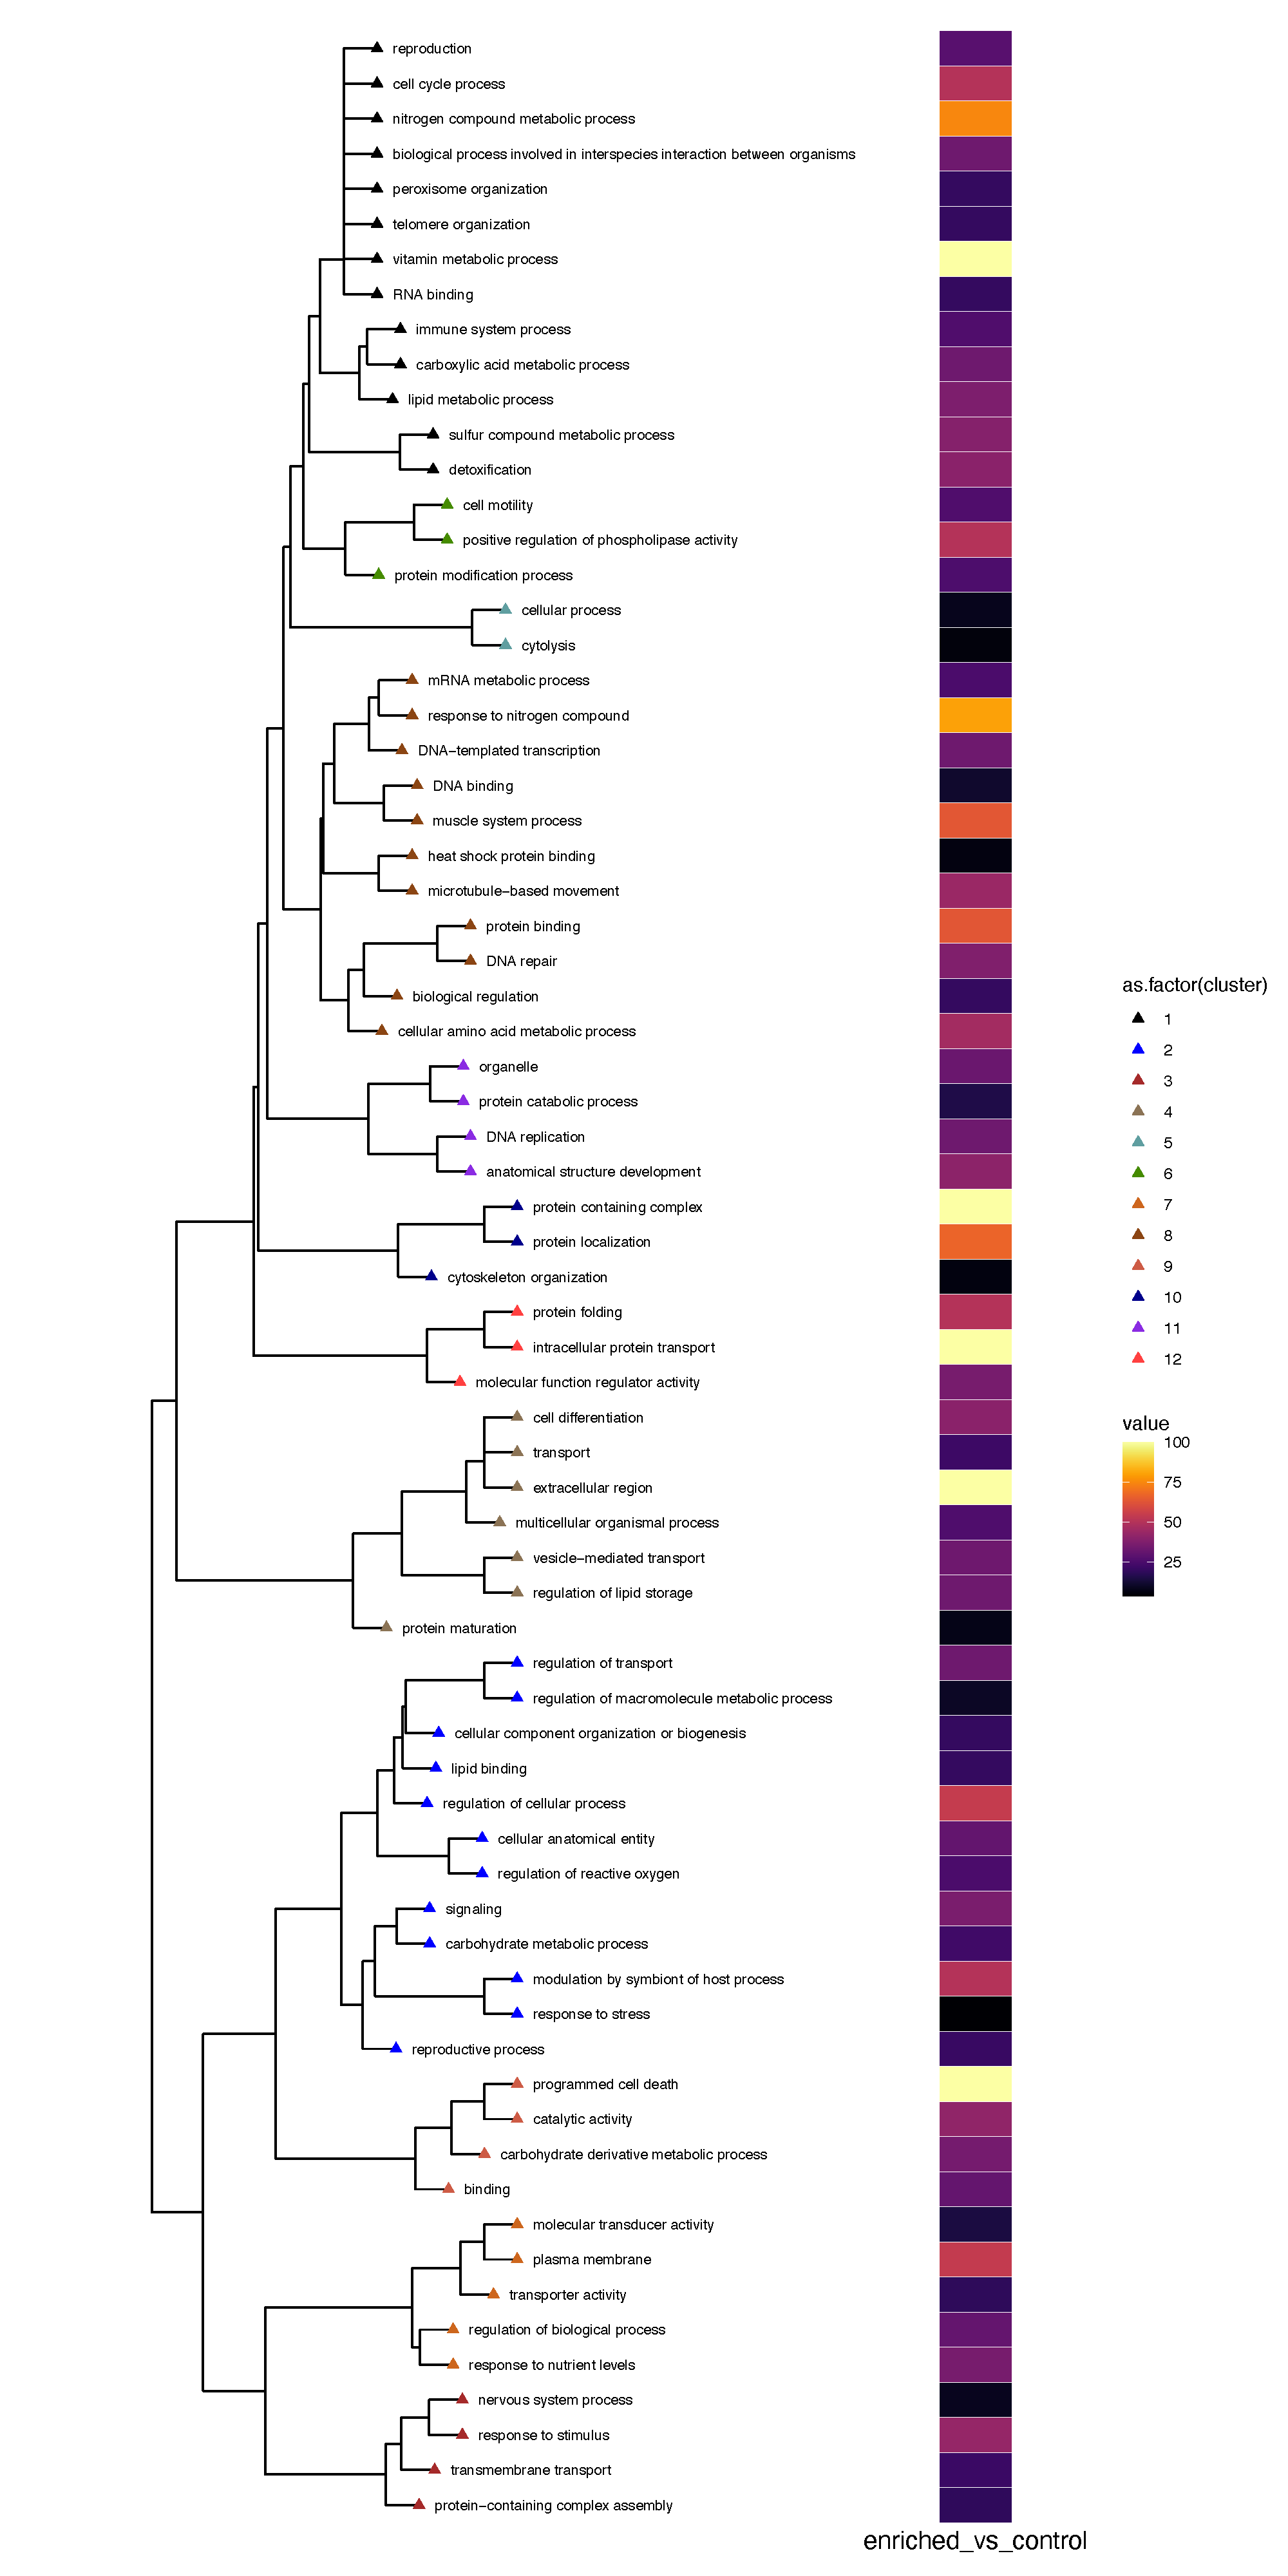 reproduction
cell cycle process
nitrogen compound metabolic process
biological process involved in interspecies interaction between organisms
peroxisome organization
telomere organization
vitamin metabolic process
RNA binding
immune system process
carboxylic acid metabolic process
lipid metabolic process
sulfur compound metabolic process
detoxification
cell motility
positive regulation of phospholipase activity
protein modification process
cellular process
cytolysis
mRNA metabolic process
response to nitrogen compound
DNA−templated transcription
DNA binding
muscle system process
heat shock protein binding
microtubule−based movement
protein binding
DNA repair
biological regulation
cellular amino acid metabolic process
organelle
protein catabolic process
DNA replication
anatomical structure development
protein containing complex
protein localization
cytoskeleton organization
protein folding
intracellular protein transport
molecular function regulator activity
cell differentiation
transport
extracellular region
multicellular organismal process
vesicle−mediated transport
regulation of lipid storage
protein maturation
regulation of transport
regulation of macromolecule metabolic process
cellular component organization or biogenesis
lipid binding
regulation of cellular process
cellular anatomical entity
regulation of reactive oxygen
signaling
carbohydrate metabolic process
modulation by symbiont of host process
response to stress
reproductive process
programmed cell death
catalytic activity
carbohydrate derivative metabolic process
binding
molecular transducer activity
plasma membrane
transporter activity
regulation of biological process
response to nutrient levels
nervous system process
response to stimulus
transmembrane transport
protein−containing complex assembly
enriched_vs_control
as.factor(cluster)
1
2
3
4
5
6
7
8
9
10
11
12
value
100
75
50
25